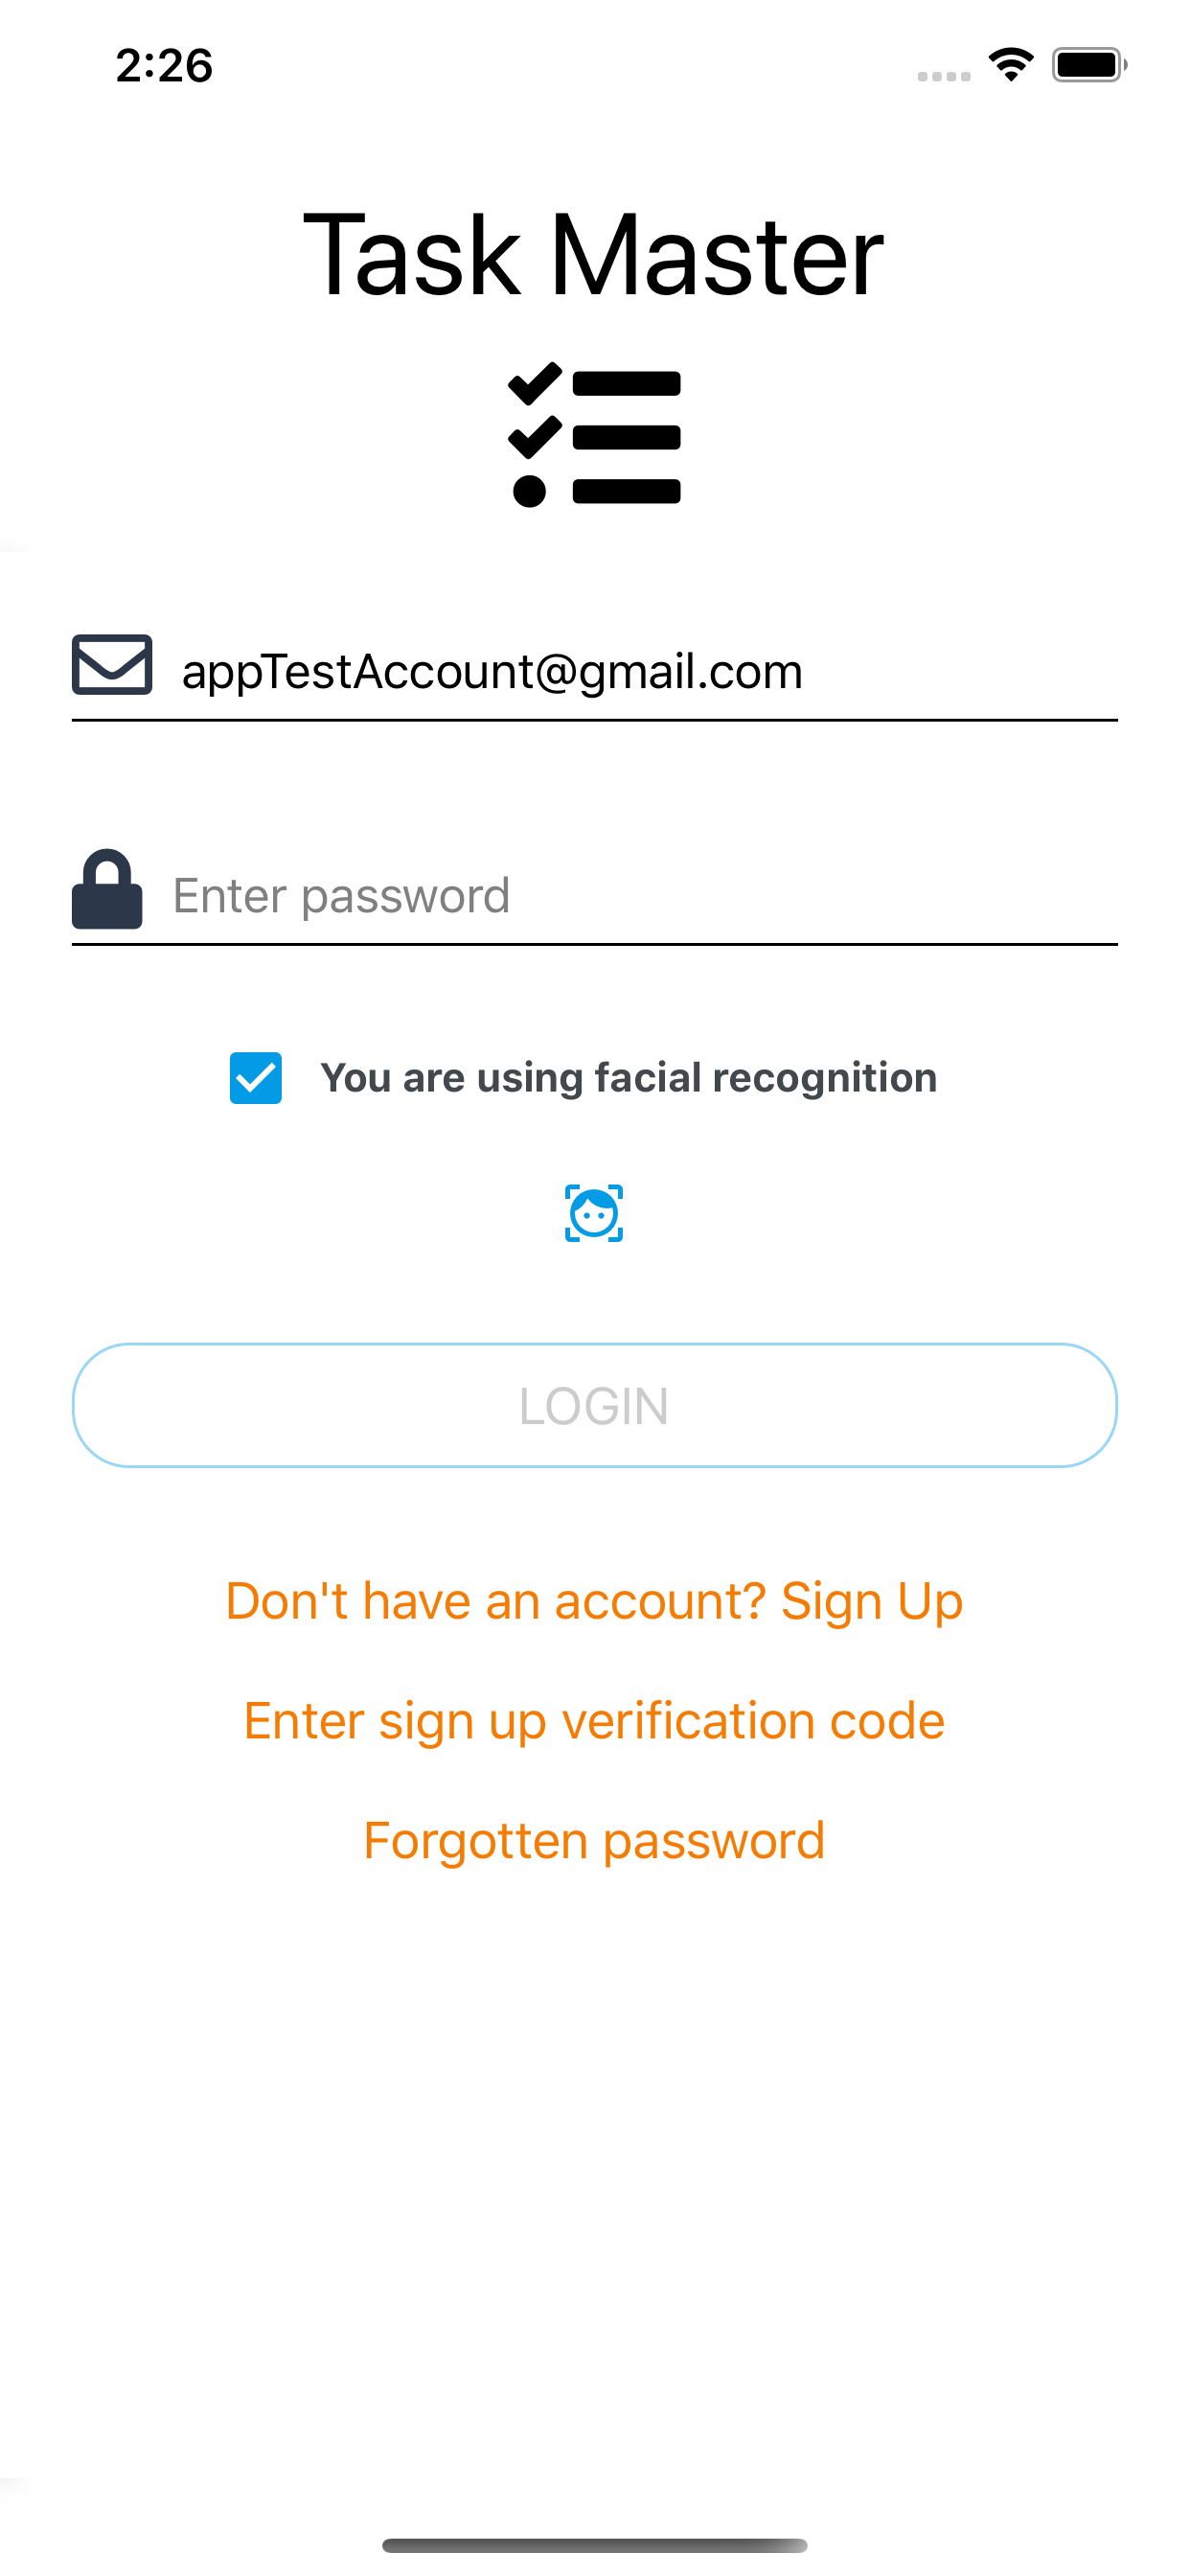 2:26
Task Master
appTestAccount@gmail.com
Enter password
You are using facial recognition
LOGIN
Don't have an account? Sign Up
Enter sign up verification code
Forgotten password